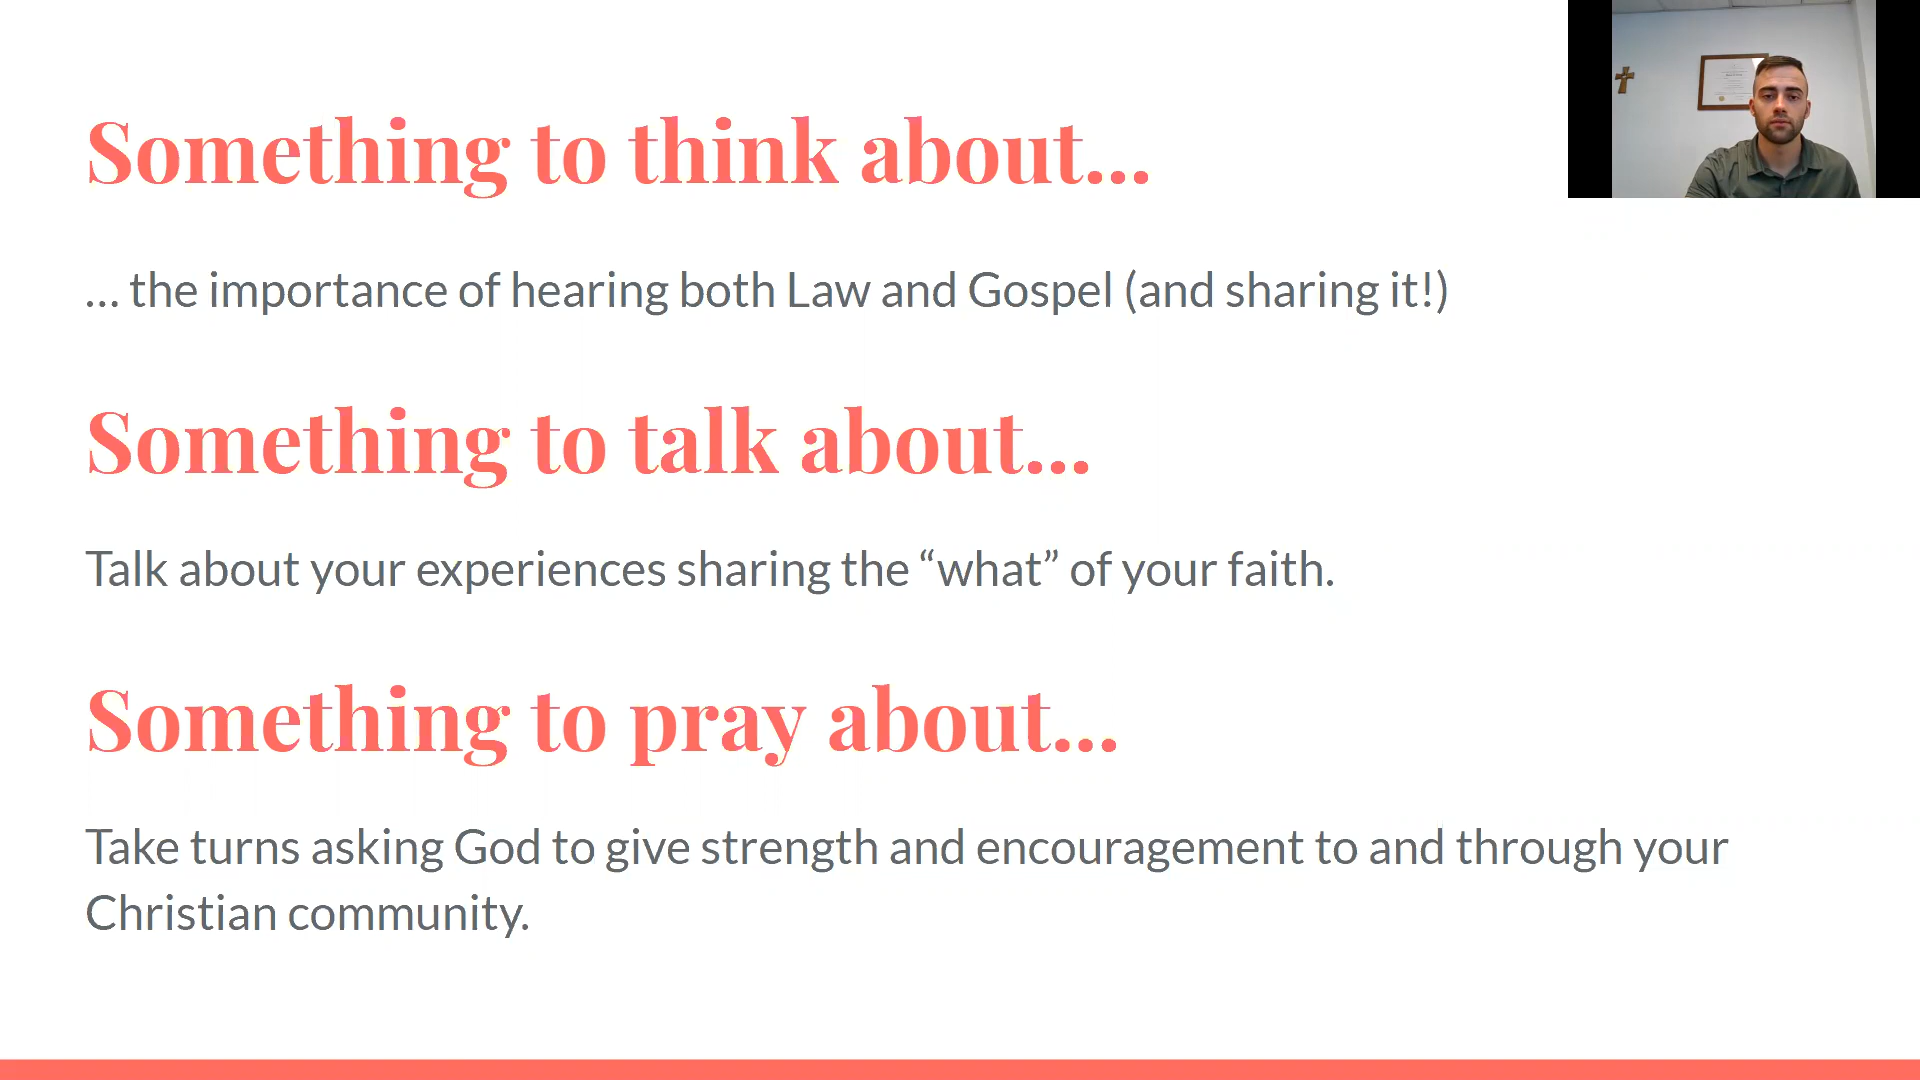 Something to think about...
... the importance of hearing both Law and Gospel (and sharing it!)
Something to talk about...
Talk about your experiences sharing the “what” of your faith.
Something to pray about...
Take turns asking God to give strength and encouragement to and through your
Christian community.